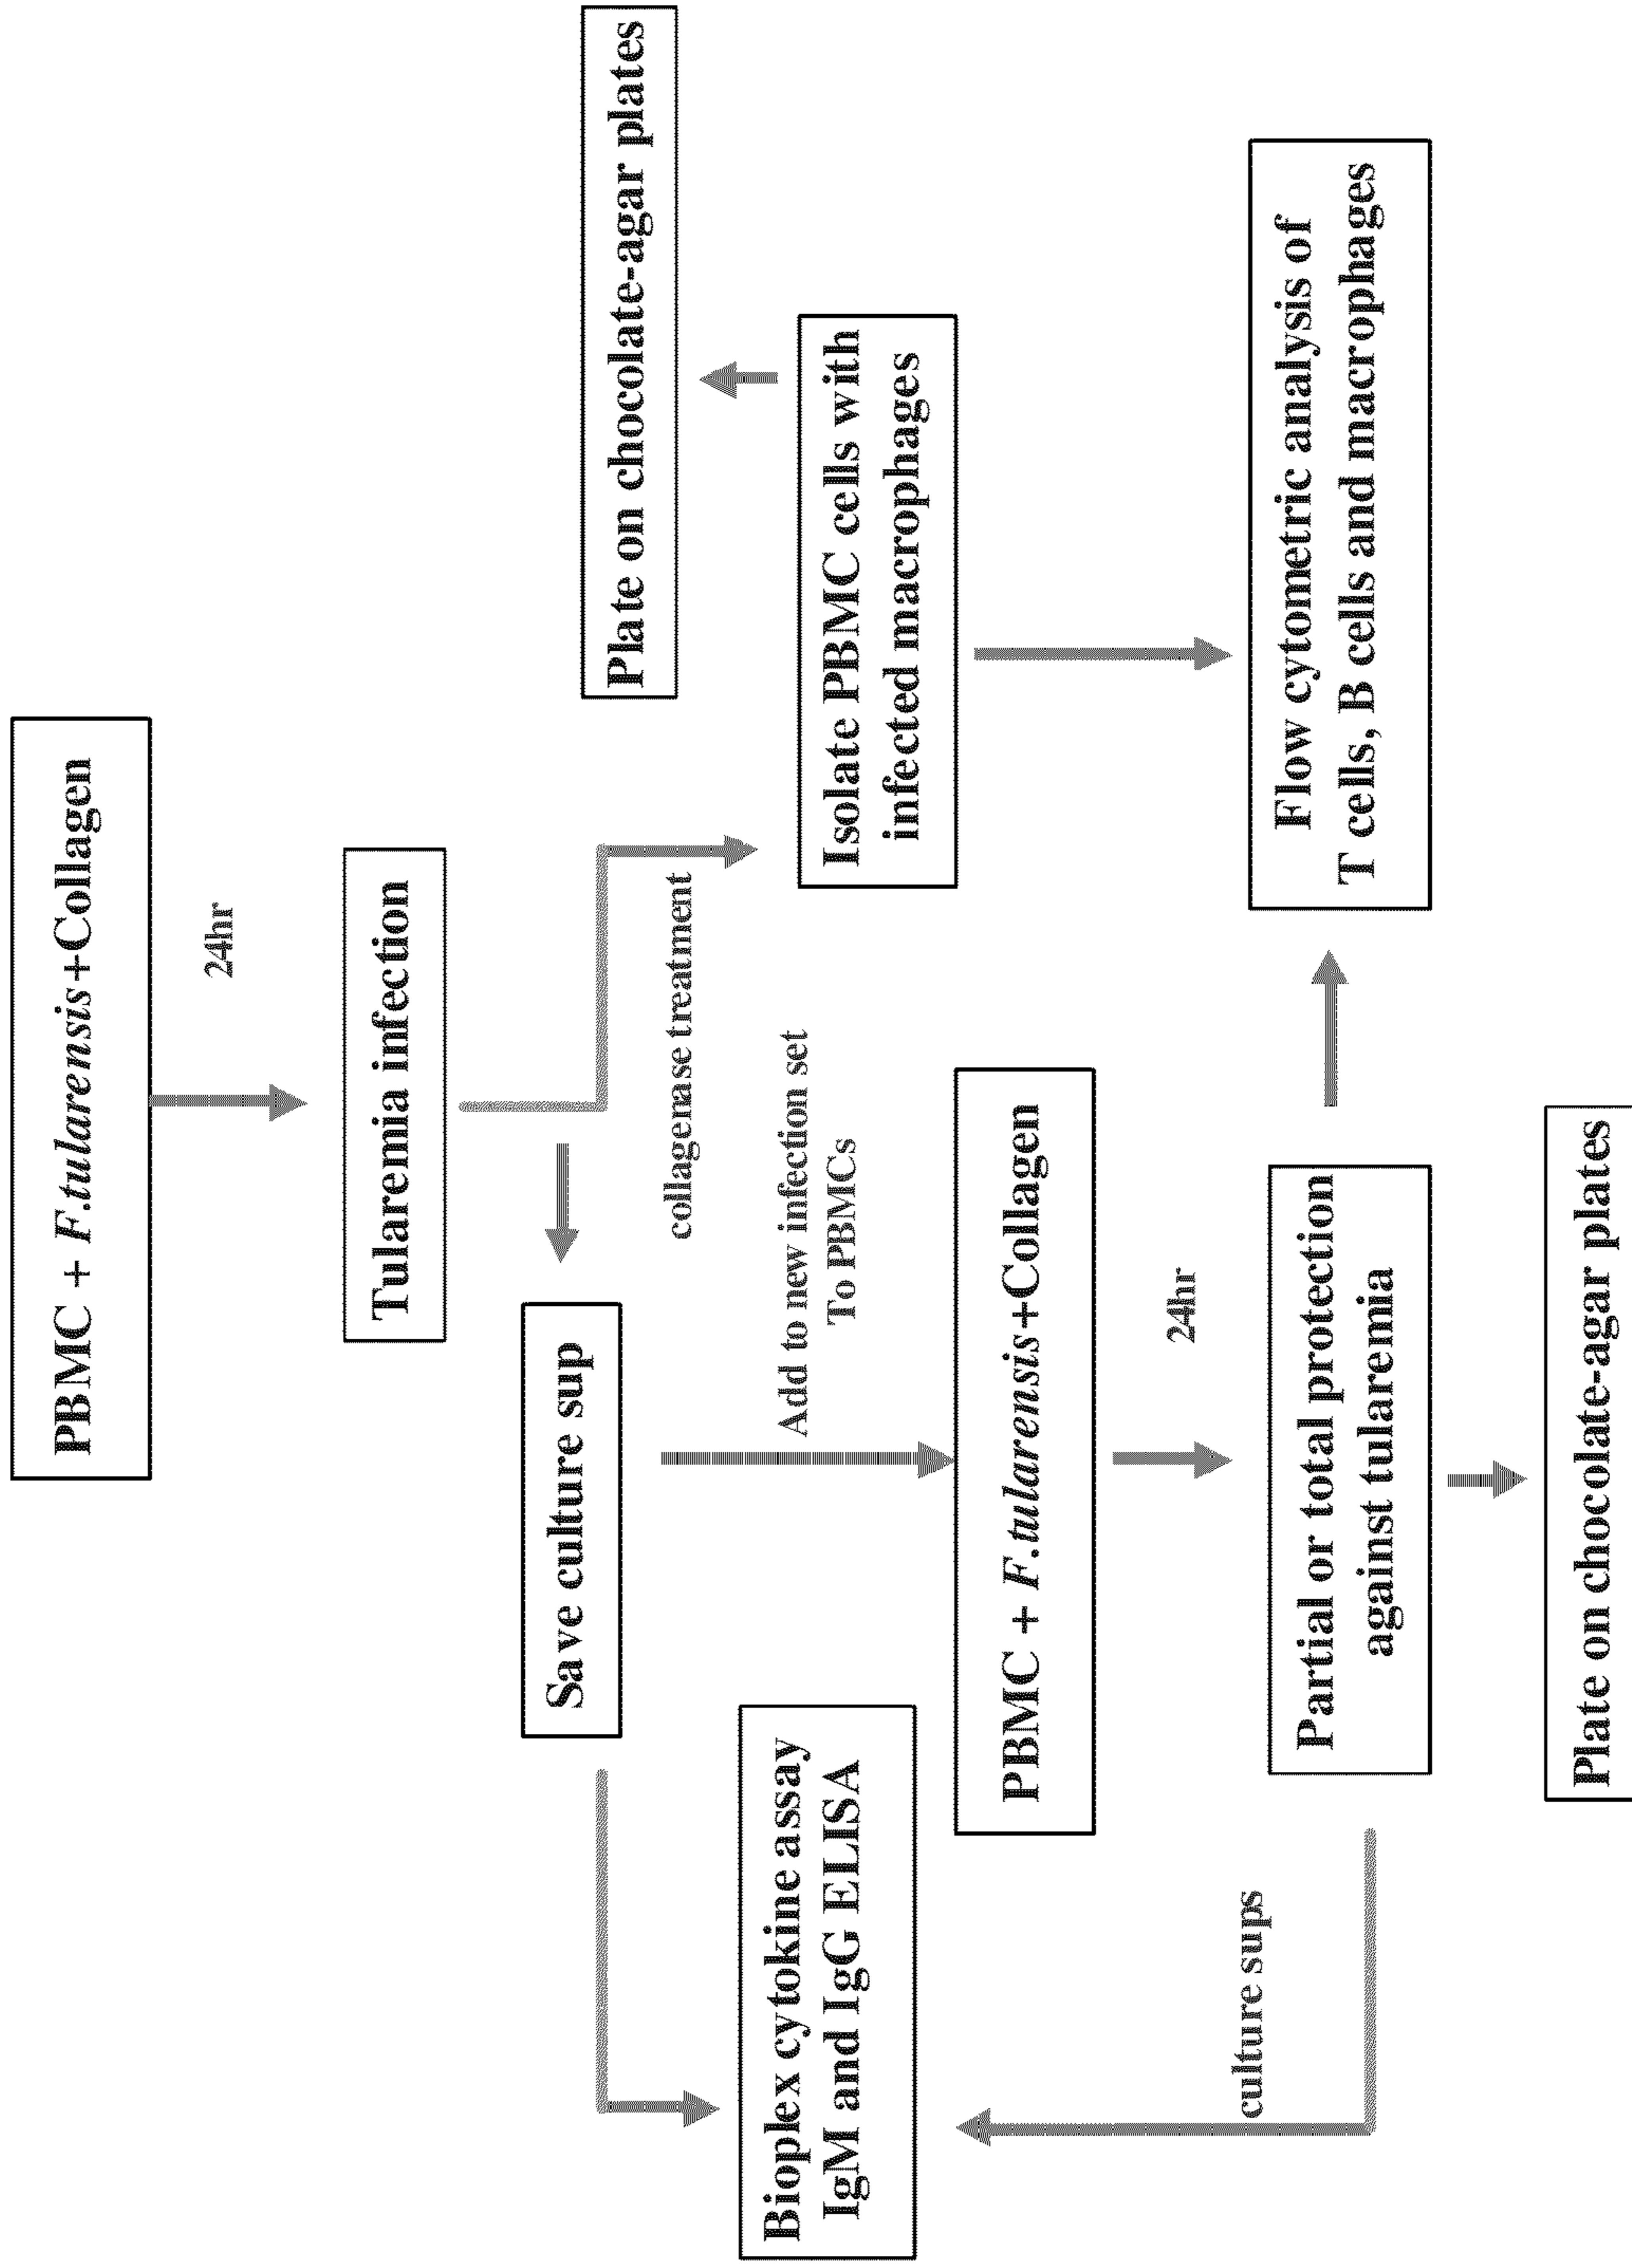 PBMC + F.tularensis+Collagen
24hr
Tularemia infection
Save culture sup
collagenase treatment
Plate on chocolate-agar plates
Isolate PBMC cells with
infected macrophages
Bioplex cytokine assay
IgM and IgG ELISA
Add to new infection set
To PBMCs
PBMC + F.tularensis+Collagen
24hr
culture sups
Partial or total protection
against tularemia
Flow cytometric analysis of
T cells, B cells and macrophages
Plate on chocolate-agar plates